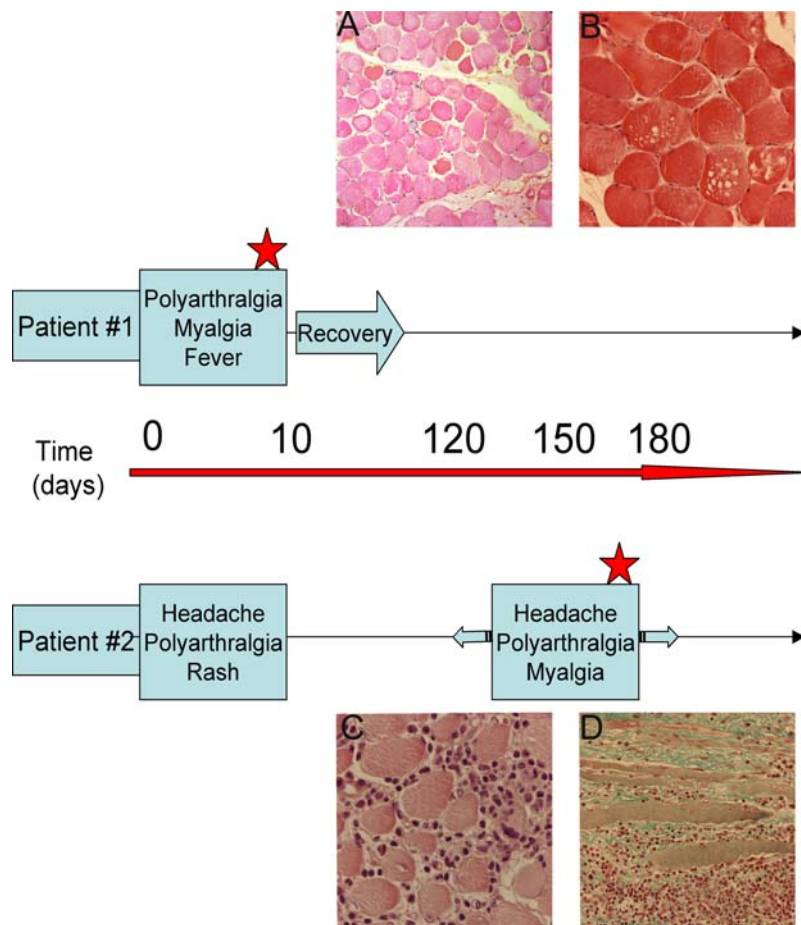 A
B
Patient #1
Polyarthralgia
Myalgia
Fever
Recovery
Time
(days)
0
10
120
150
180
Patient #2
Headache
Polyarthralgia
Rash
Headache
Polyarthralgia
Myalgia
C
D